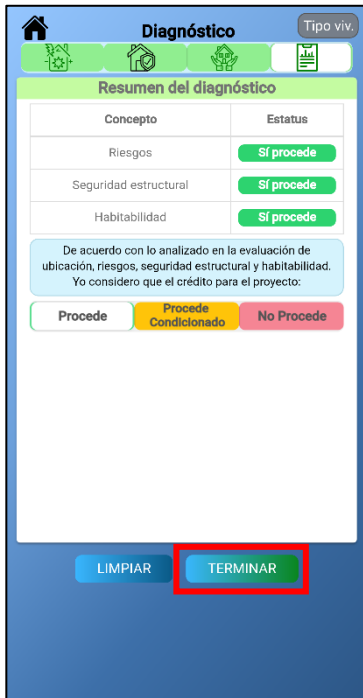 Diagnóstico
Tipo viv.
Resumen del diagnóstico
Concepto Estatus
Riesgos Sí procede
Seguridad estructural Sí procede
Habitabilidad Sí procede
De acuerdo con lo analizado en la evaluación de
ubicación, riesgos, seguridad estructural y habitabilidad.
Yo considero que el crédito para el proyecto:
Procede
Procede
Condicionado
No Procede
LIMPIAR TERMINAR